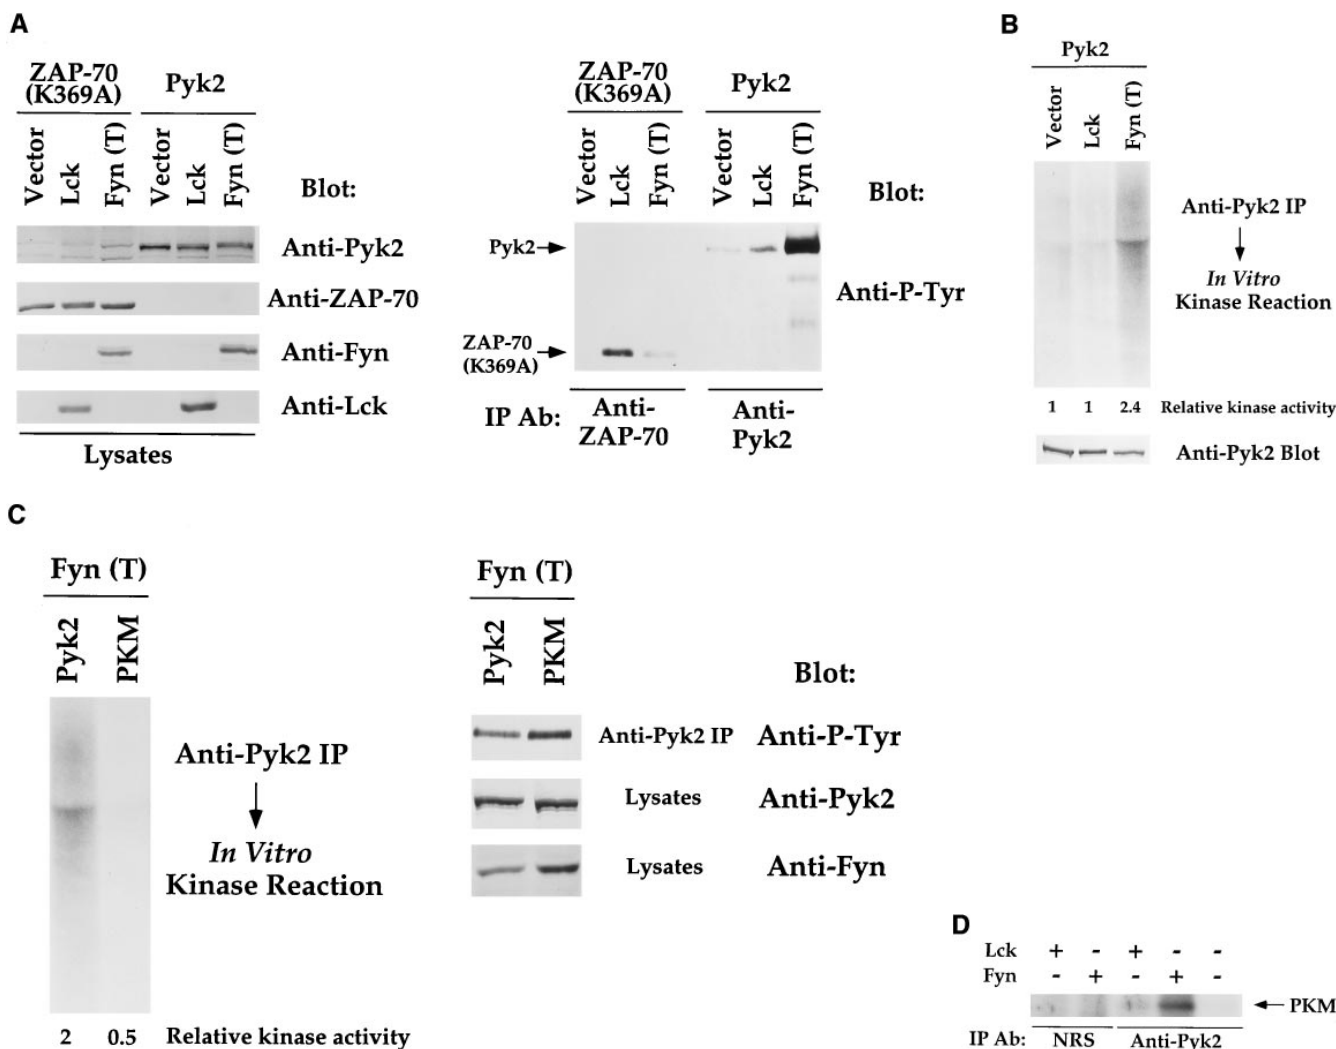 A
ZAP-70
(K369A)
Pyk2
Vector
Lck
Fyn (T)
Vector
Lck
Fyn (T)
Blot:
Anti-Pyk2
Anti-ZAP-70
Anti-Fyn
Anti-Lck
Lysates
ZAP-70
(K369A)
Pyk2
Vector
Lck
Fyn (T)
Vector
Lck
Fyn (T)
Blot:
Pyk2
Anti-P-Tyr
ZAP-70
(K369A)
IP Ab:
Anti-
ZAP-70
Anti-
Pyk2
B
Pyk2
Vector
Lck
Fyn (T)
Anti-Pyk2 IP
In Vitro
Kinase Reaction
1 1 2.4 Relative kinase activity
Anti-Pyk2 Blot
C
Fyn (T)
Pyk2
PKM
Anti-Pyk2 IP
In Vitro
Kinase Reaction
2 0.5 Relative kinase activity
Fyn (T)
Pyk2
PKM
Blot:
Anti-Pyk2 IP Anti-P-Tyr
Lysates Anti-Pyk2
Lysates Anti-Fyn
D
Lck + - + - -
Fyn - + - + -
PKM
IP Ab: NRS Anti-Pyk2